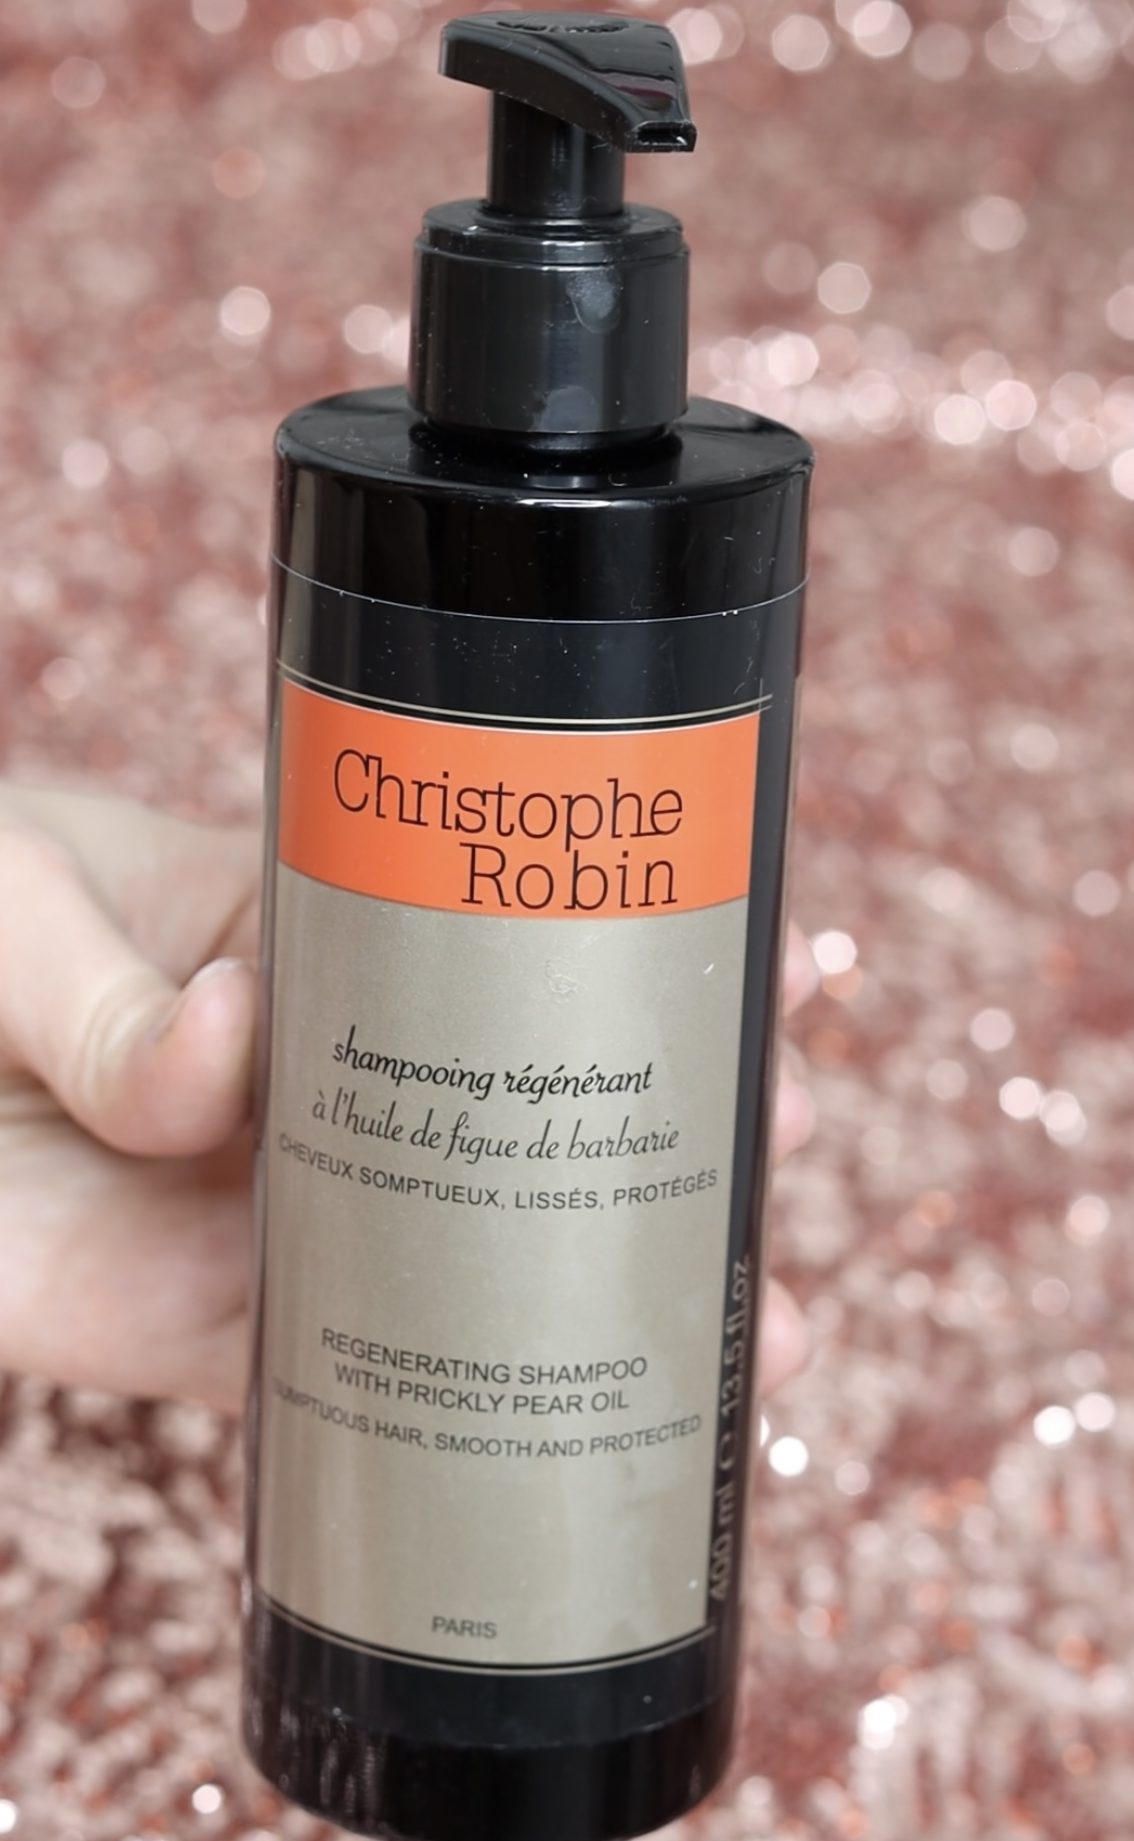 Christophe
Robin
shampooing régénérant
à l'huile de figue de barbarie
CHEVEUX SOMPTUEUX, LISSÉS, PROTÉGÉS
REGENERATING SHAMPOO
WITH PRICKLY PEAR OIL
SUMPTUOUS HAIR, SMOOTH AND PROTECTED
PARIS
400 ml ℮ 13.5 fl.oz